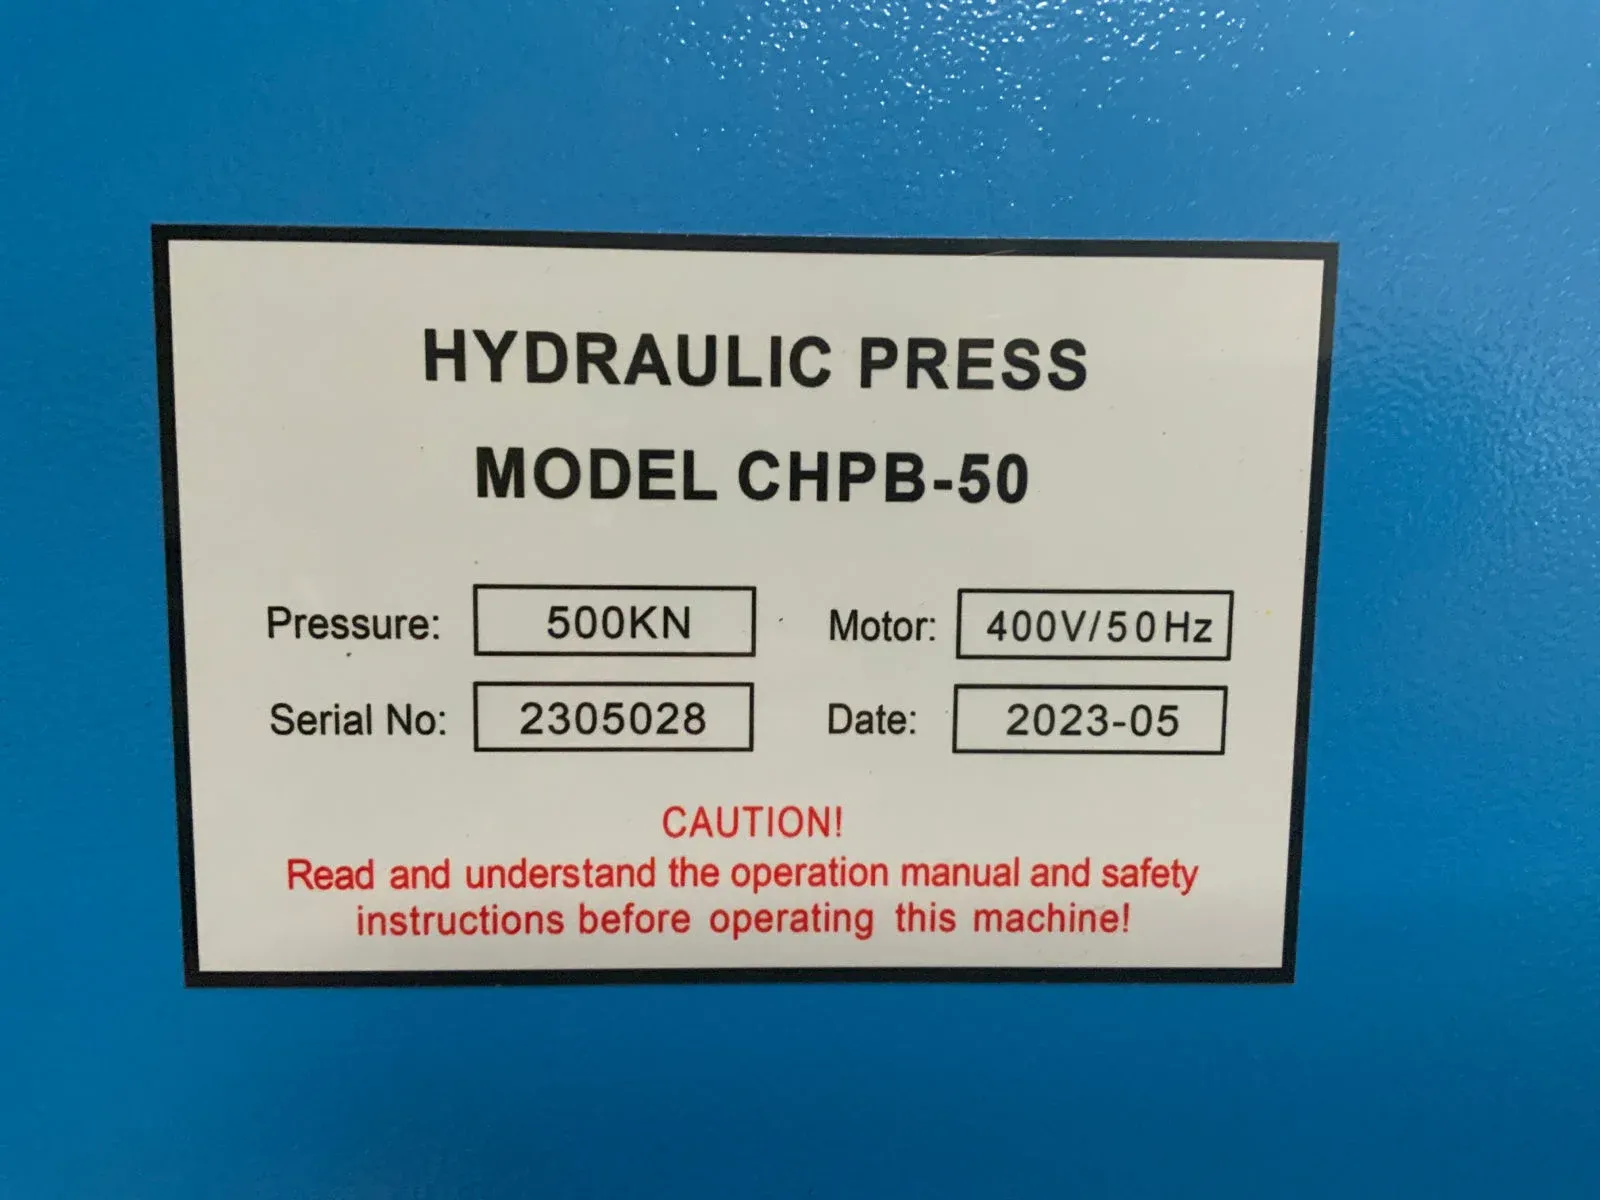 HYDRAULIC PRESS
MODEL CHPB-50
Pressure: 500KN Motor: 400V/50Hz
Serial No: 2305028 Date: 2023-05
CAUTION!
Read and understand the operation manual and safety
instructions before operating this machine!